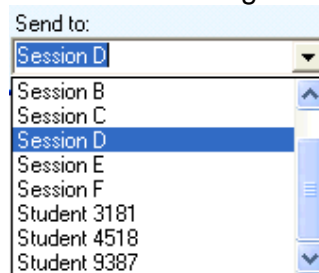 Send to:
Session D
Session B
Session C
Session D
Session E
Session F
Student 3181
Student 4518
Student 9387